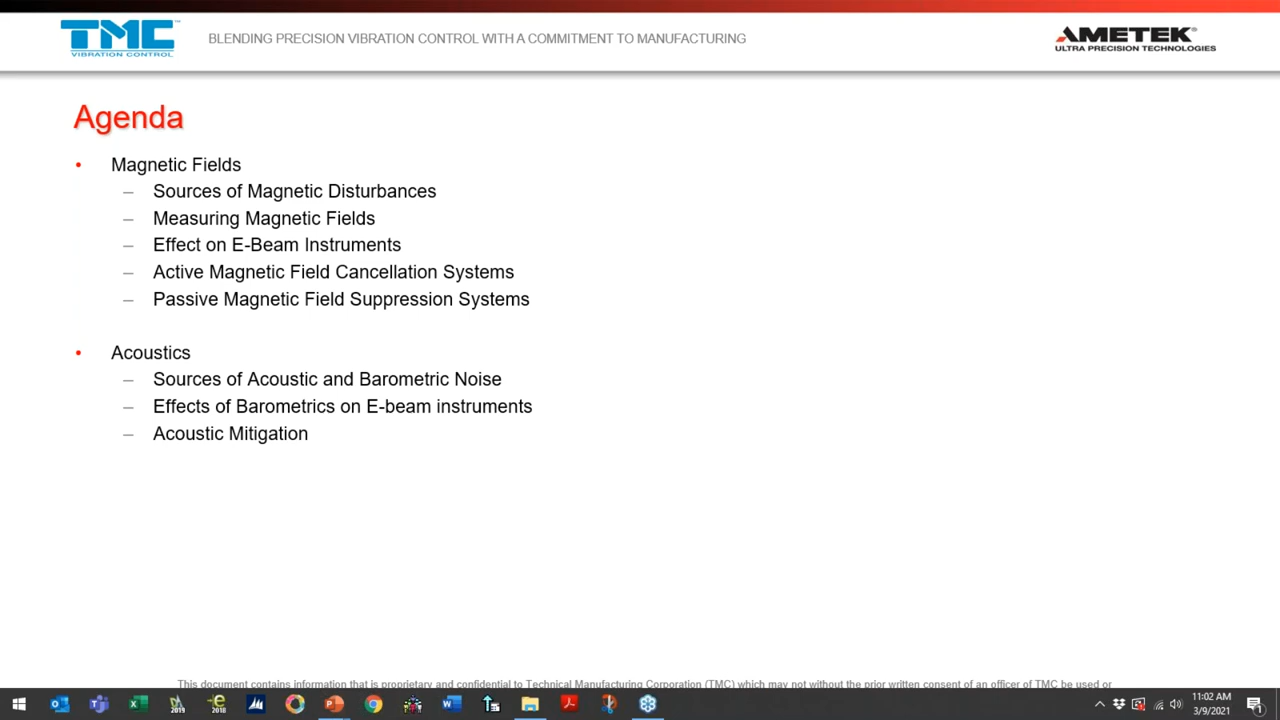 TMC
VIBRATION CONTROL
BLENDING PRECISION VIBRATION CONTROL WITH A COMMITMENT TO MANUFACTURING
AMETEK®
ULTRA PRECISION TECHNOLOGIES
Agenda
• Magnetic Fields
– Sources of Magnetic Disturbances
– Measuring Magnetic Fields
– Effect on E-Beam Instruments
– Active Magnetic Field Cancellation Systems
– Passive Magnetic Field Suppression Systems
• Acoustics
– Sources of Acoustic and Barometric Noise
– Effects of Barometrics on E-beam instruments
– Acoustic Mitigation
This document contains information that is proprietary and confidential to Technical Manufacturing Corporation (TMC) which may not without the prior written consent of an officer of TMC be used or
2019
2018
11:02 AM
3/9/2021
1